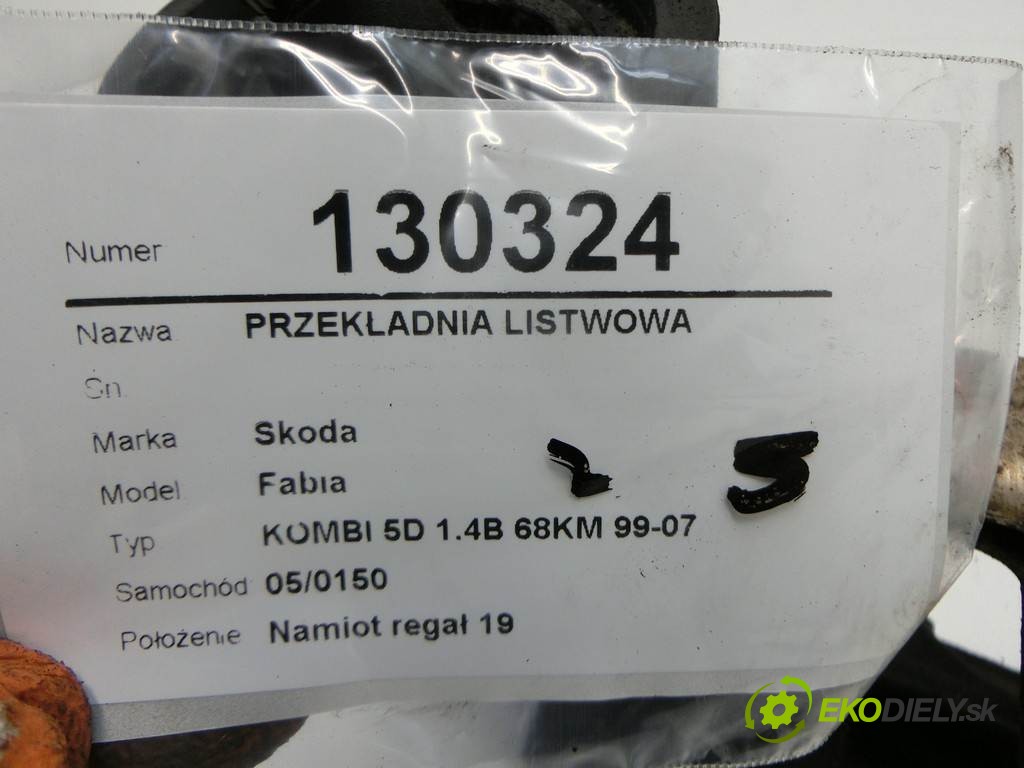 Numer 130324
Nazwa PRZEKŁADNIA LISTWOWA
Sn.
Marka Skoda
Model Fabia
Typ KOMBI 5D 1.4B 68KM 99-07
Samochód 05/0150
Położenie Namiot regał 19
5
EKODIELY.sk